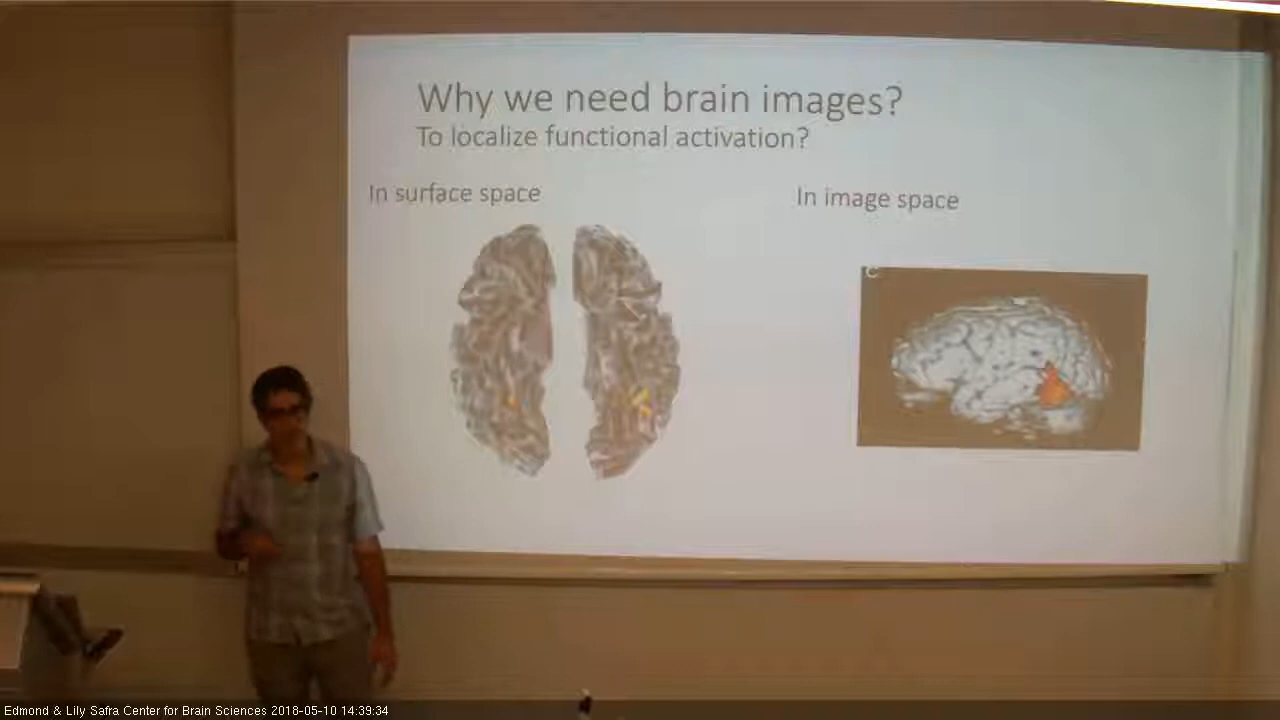 Why we need brain images?
To localize functional activation?
In surface space
In image space
C
Edmond & Lily Safra Center for Brain Sciences 2018-05-10 14:39:34